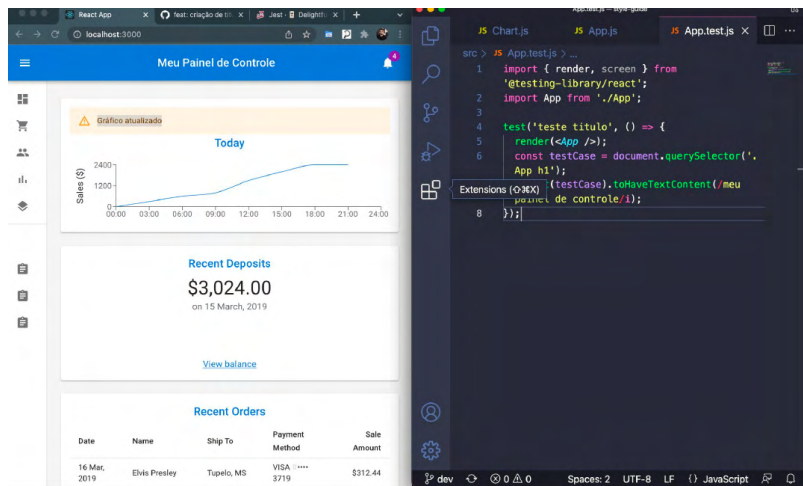 React App
feat: criação de tit
Jest · Delightfu
localhost:3000
Meu Painel de Controle
4
Gráfico atualizado
Today
Sales ($)
2400
1200
0
00:00 03:00 06:00 09:00 12:00 15:00 18:00 21:00 24:00
Recent Deposits
$3,024.00
on 15 March, 2019
View balance
Recent Orders
Date Name Ship To Payment Method Sale Amount
16 Mar, 2019 Elvis Presley Tupelo, MS VISA •••• 3719 $312.44
App.test.js — style-guide
JS Chart.js JS App.js JS App.test.js
src > JS App.test.js > ...
1 import { render, screen } from
'@testing-library/react';
2 import App from './App';
3
4 test('teste titulo', () => {
5 render(<App />);
6 const testCase = document.querySelector('.
App h1');
(testCase).toHaveTextContent(/meu
painel de controle/i);
8 });
Extensions (⇧⌘X)
dev 0 0 Spaces: 2 UTF-8 LF {} JavaScript